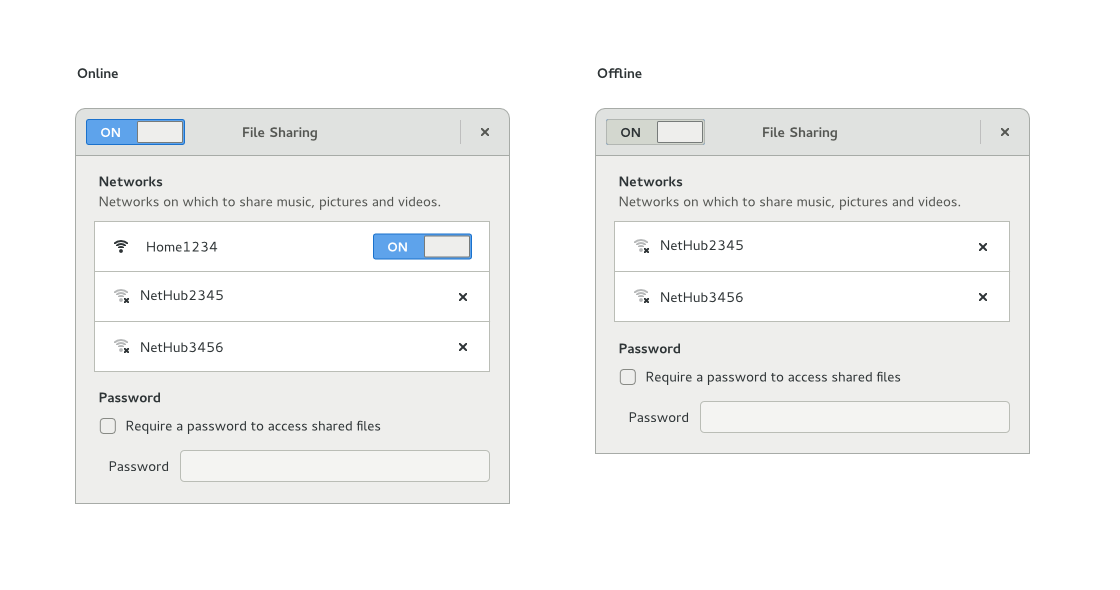 Online
ON File Sharing
Networks
Networks on which to share music, pictures and videos.
Home1234 ON
NetHub2345
NetHub3456
Password
Require a password to access shared files
Password
Offline
ON File Sharing
Networks
Networks on which to share music, pictures and videos.
NetHub2345
NetHub3456
Password
Require a password to access shared files
Password